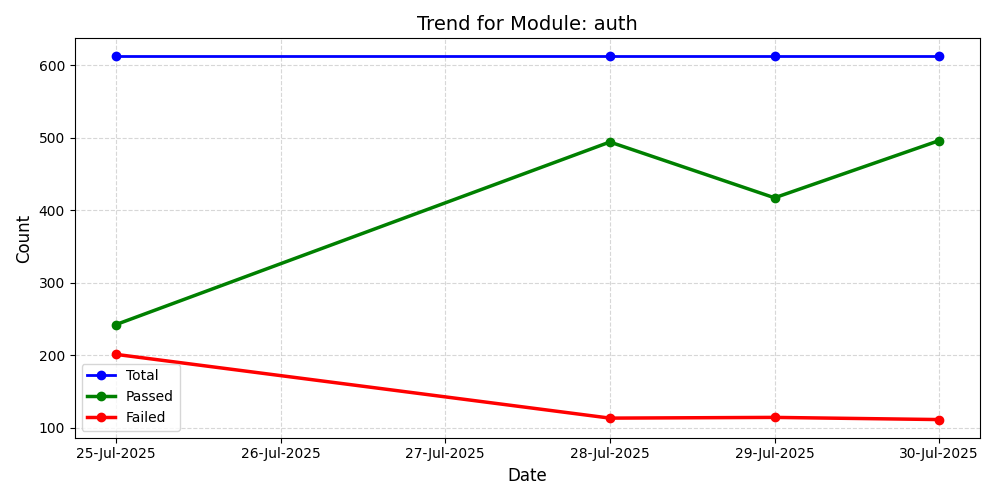 Trend for Module: auth
Count
600
500
400
300
200
100
Total
Passed
Failed
25-Jul-2025 26-Jul-2025 27-Jul-2025 28-Jul-2025 29-Jul-2025 30-Jul-2025
Date